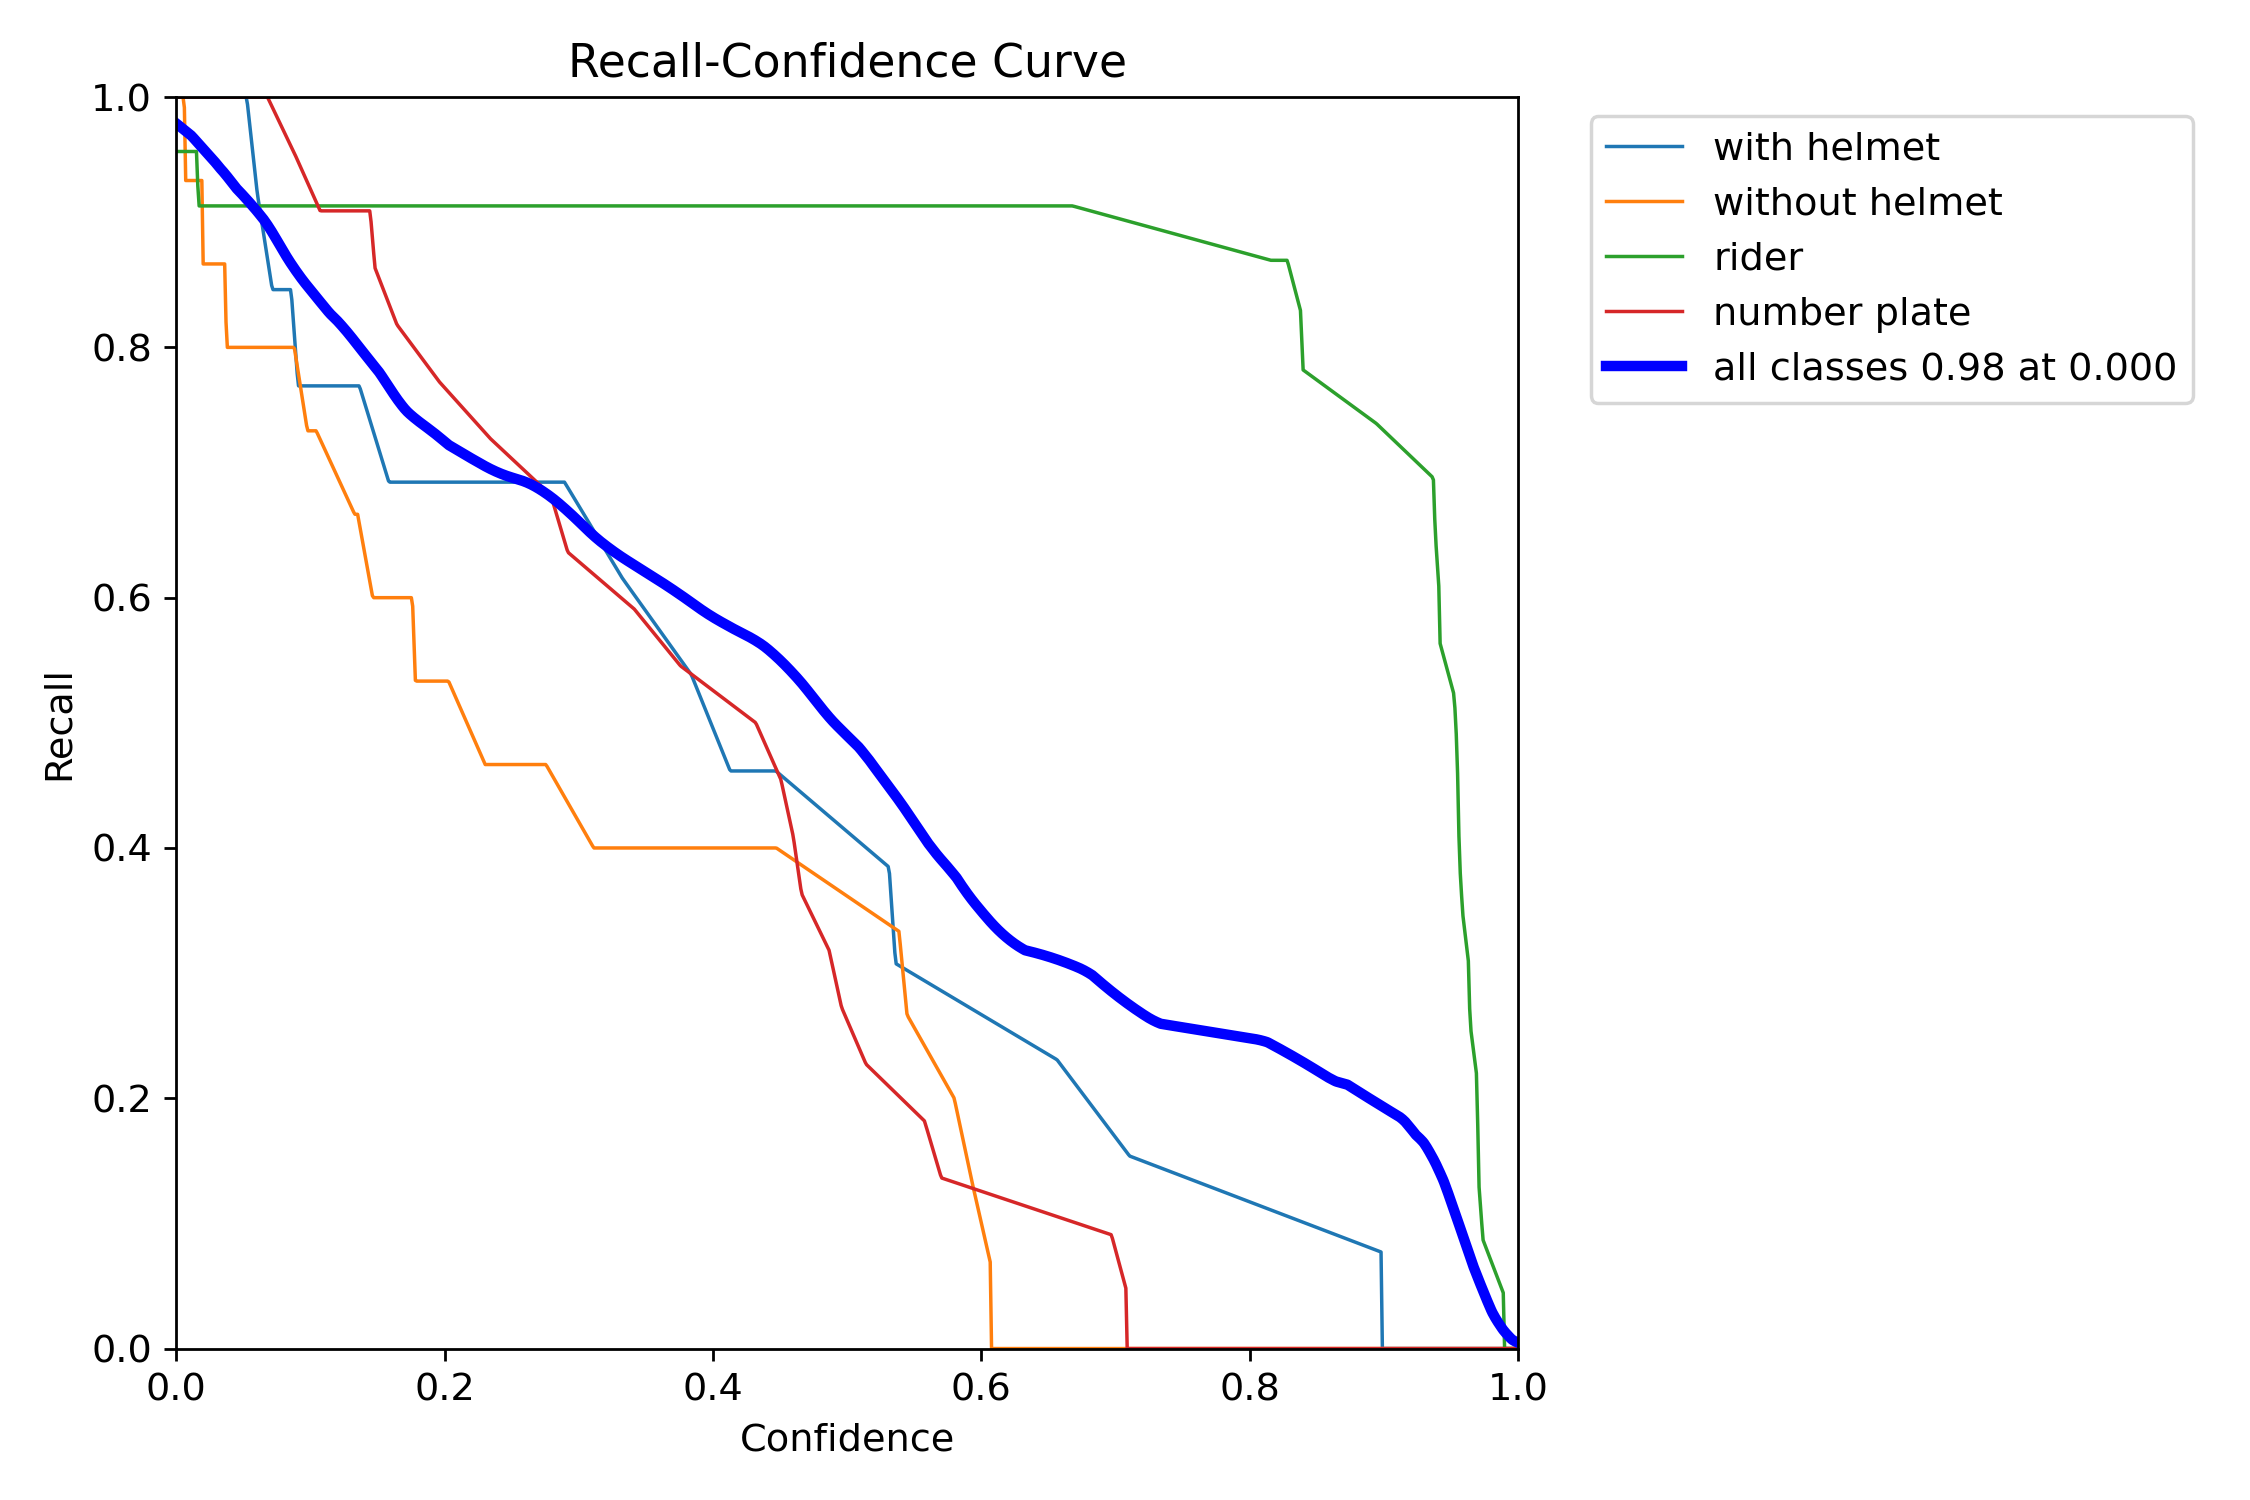 Recall-Confidence Curve
1.0
0.8
0.6
0.4
0.2
0.0
Recall
0.0 0.2 0.4 0.6 0.8 1.0
Confidence
with helmet
without helmet
rider
number plate
all classes 0.98 at 0.000